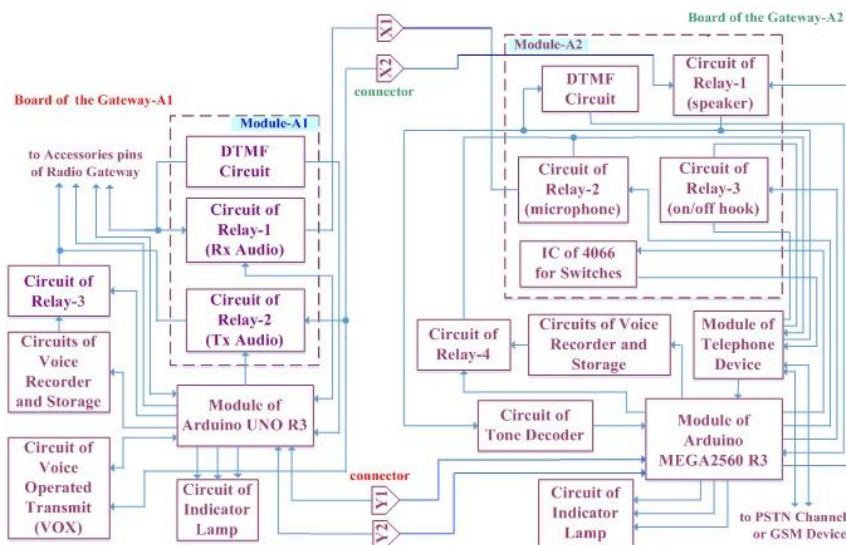 Board of the Gateway-A2
X1
Module-A2
X2
connector
DTMF
Circuit
Circuit of
Relay-1
(speaker)
Board of the Gateway-A1
Module-A1
to Accessories pins
of Radio Gateway
DTMF
Circuit
Circuit of
Relay-1
(Rx Audio)
Circuit of
Relay-2
(microphone)
Circuit of
Relay-3
(on/off hook)
IC of 4066
for Switches
Circuit of
Relay-3
Circuit of
Relay-2
(Tx Audio)
Circuits of
Voice
Recorder
and Storage
Circuit of
Relay-4
Circuits of Voice
Recorder and
Storage
Module of
Telephone
Device
Module of
Arduino UNO R3
Circuit of
Tone Decoder
Module of
Arduino
MEGA2560 R3
Circuit of
Voice
Operated
Transmit
(VOX)
Circuit of
Indicator
Lamp
connector
Y1
Y2
Circuit of
Indicator
Lamp
to PSTN Channel
or GSM Device